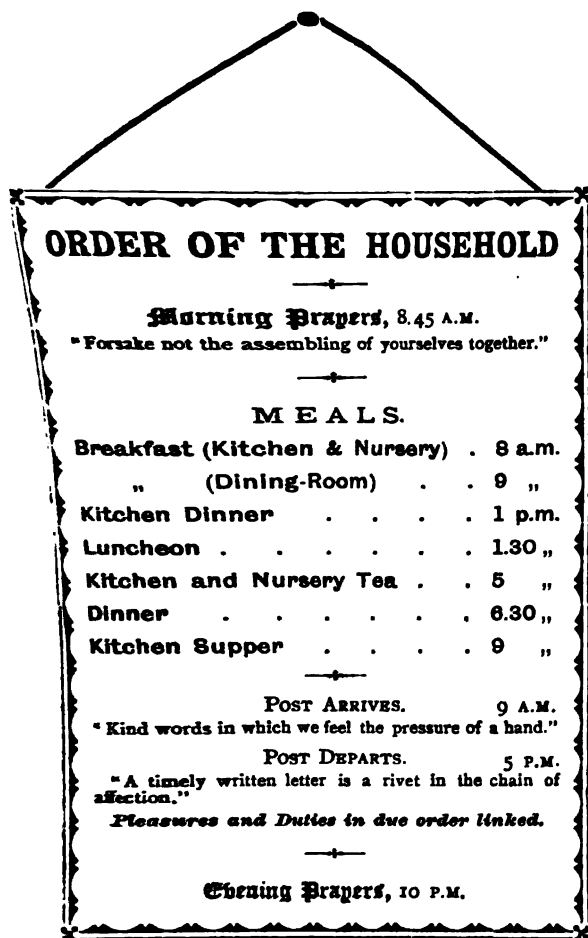 ORDER OF THE HOUSEHOLD
Morning Prayers, 8.45 A.M.
"Forsake not the assembling of yourselves together."
MEALS.
Breakfast (Kitchen & Nursery) . 8 a.m.
„ (Dining-Room) . . 9 „
Kitchen Dinner . . . . 1 p.m.
Luncheon . . . . . 1.30 „
Kitchen and Nursery Tea . . 5 „
Dinner . . . . . . 6.30 „
Kitchen Supper . . . . 9 „
POST ARRIVES. 9 A.M.
"Kind words in which we feel the pressure of a hand."
POST DEPARTS. 5 P.M.
"A timely written letter is a rivet in the chain of
affection."
Pleasures and Duties in due order linked.
Evening Prayers, 10 P.M.